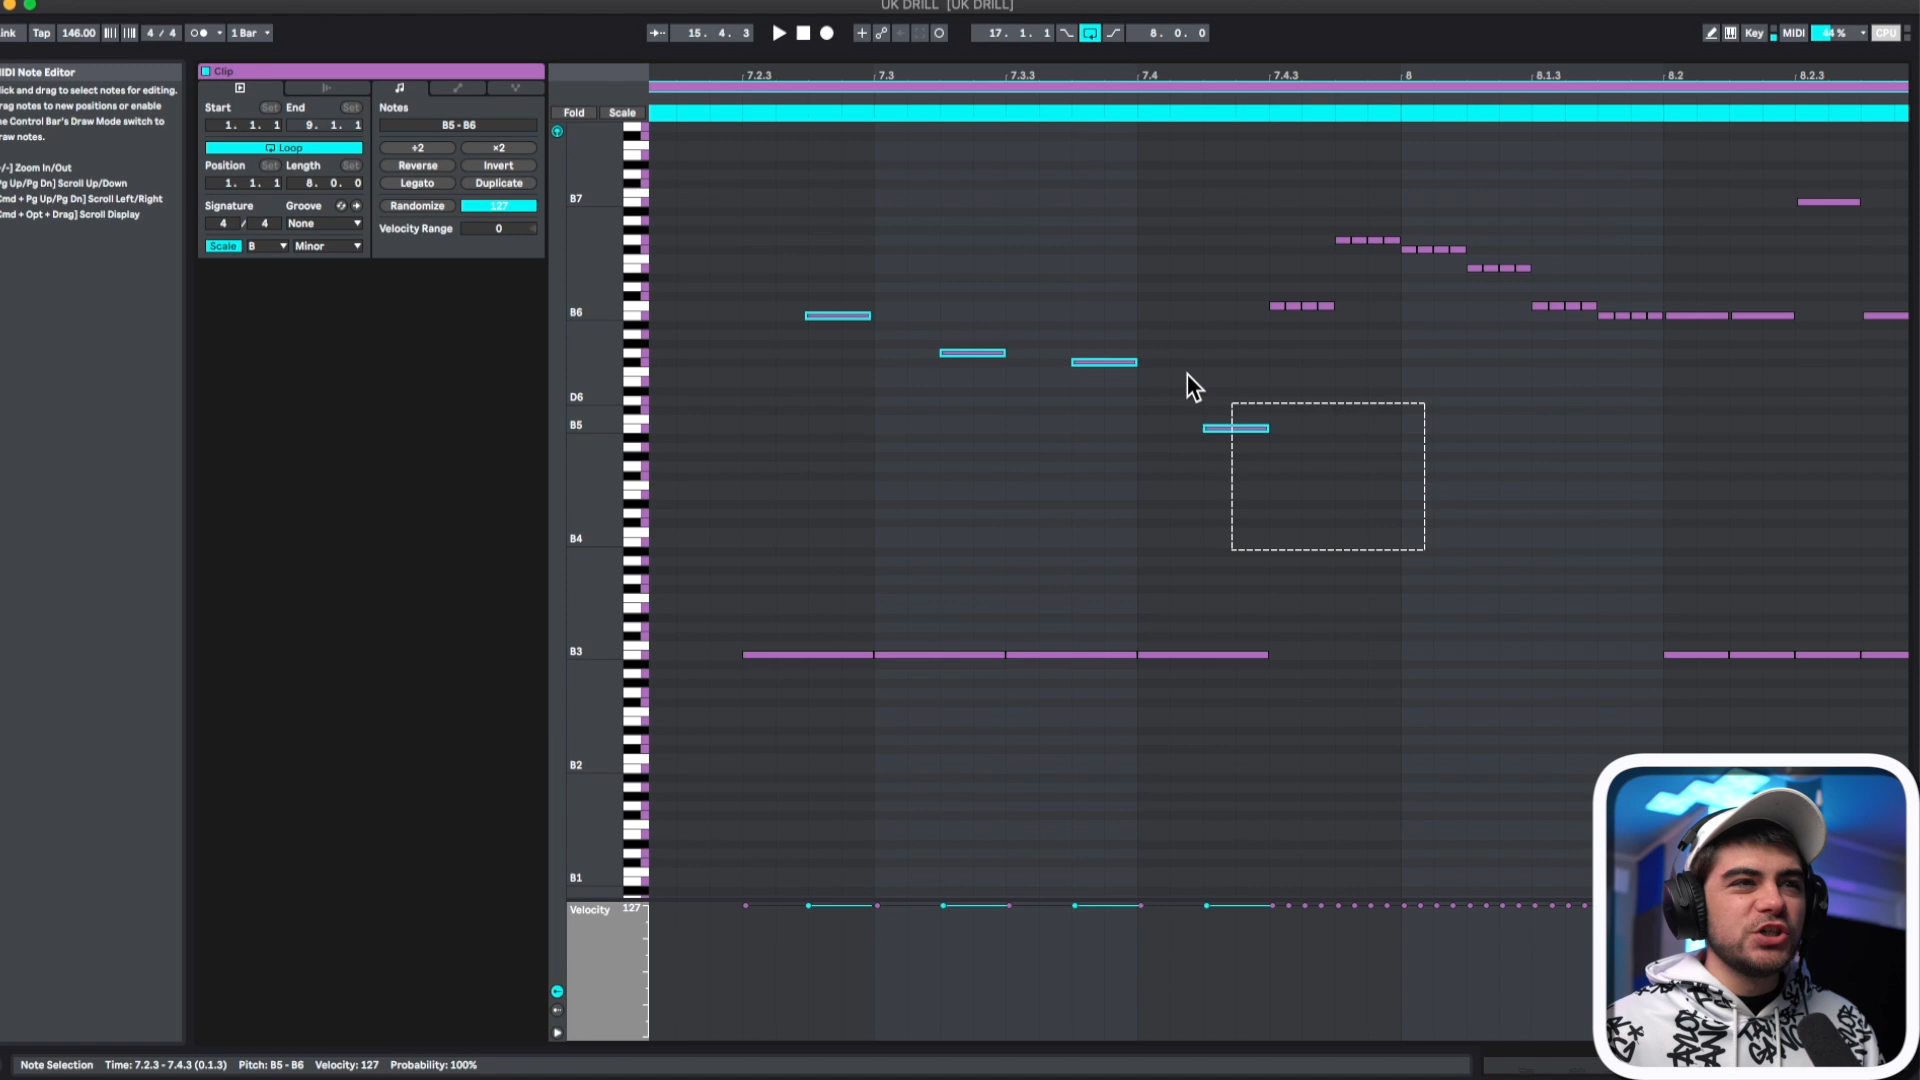 UK DRILL [UK DRILL]
ink Tap 146.00 4 / 4 1 Bar 15. 4. 3 17. 1. 1 8. 0. 0 Key MIDI 44 % CPU
IDI Note Editor
lick and drag to select notes for editing.
rag notes to new positions or enable
he Control Bar's Draw Mode switch to
raw notes.
+/-] Zoom In/Out
Pg Up/Pg Dn] Scroll Up/Down
Cmd + Pg Up/Pg Dn] Scroll Left/Right
Cmd + Opt + Drag] Scroll Display
Clip
Start Set End Set
1. 1. 1 9. 1. 1
Loop
Position Set Length Set
1. 1. 1 8. 0. 0
Signature Groove
4 / 4 None
Scale B Minor
Notes
B5 - B6
÷2 ×2
Reverse Invert
Legato Duplicate
Randomize 127
Velocity Range 0
7.2.3 7.3 7.3.3 7.4 7.4.3 8 8.1.3 8.2 8.2.3
Fold Scale
B7
B6
D6
B5
B4
B3
B2
B1
Velocity 127
Note Selection Time: 7.2.3 - 7.4.3 (0.1.3) Pitch: B5 - B6 Velocity: 127 Probability: 100%